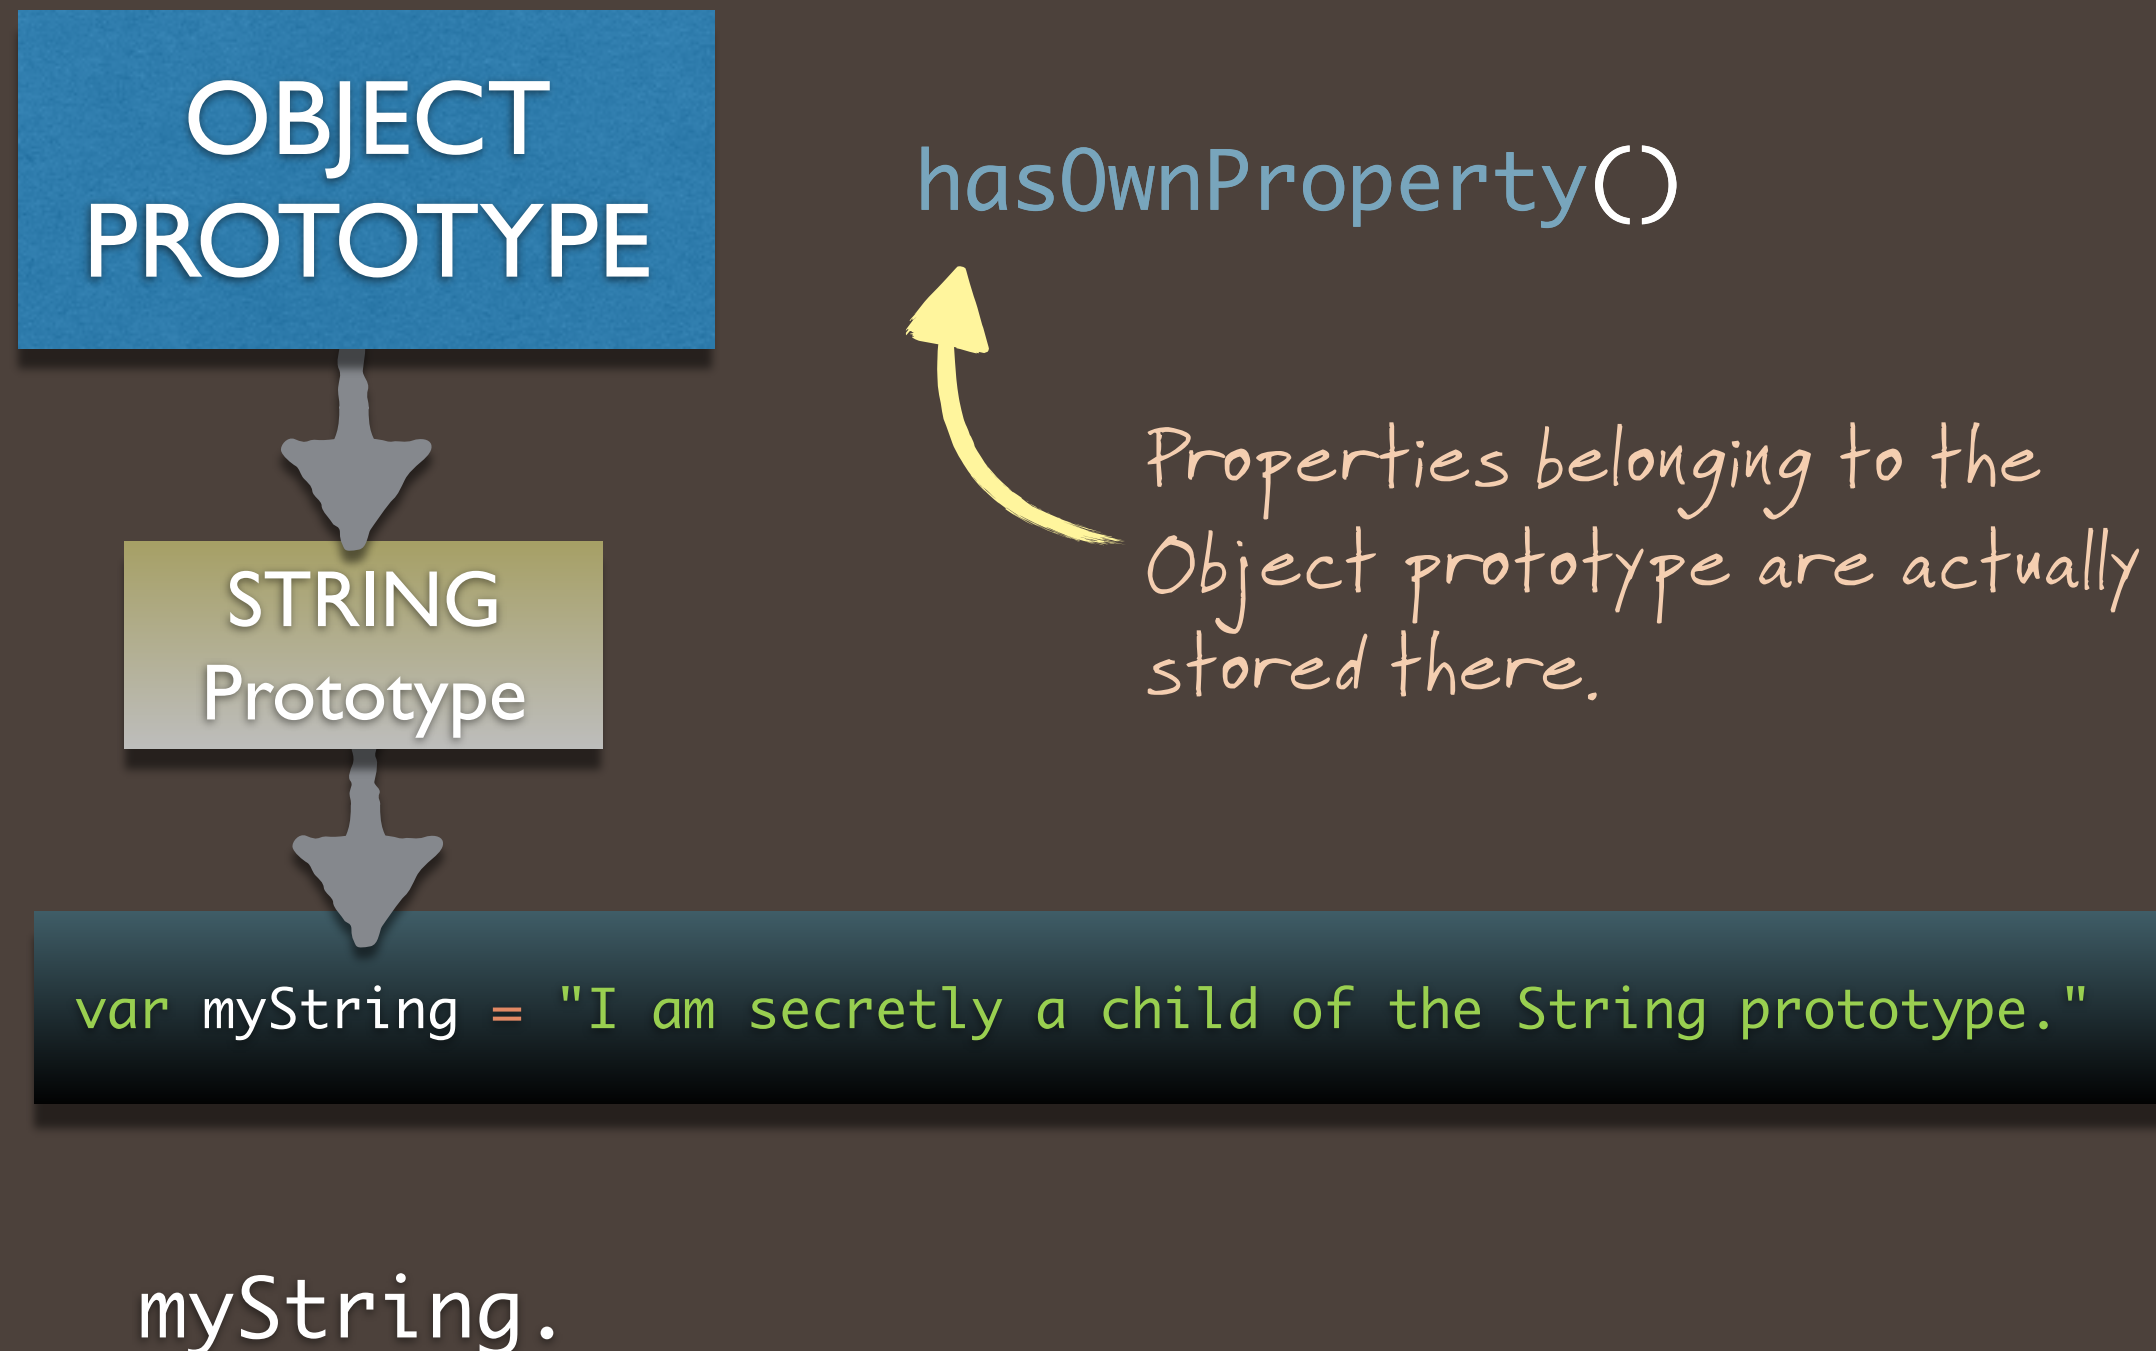 OBJECT
PROTOTYPE
hasOwnProperty()
Properties belonging to the
Object prototype are actually
stored there.
STRING
Prototype
var myString = "I am secretly a child of the String prototype."
myString.